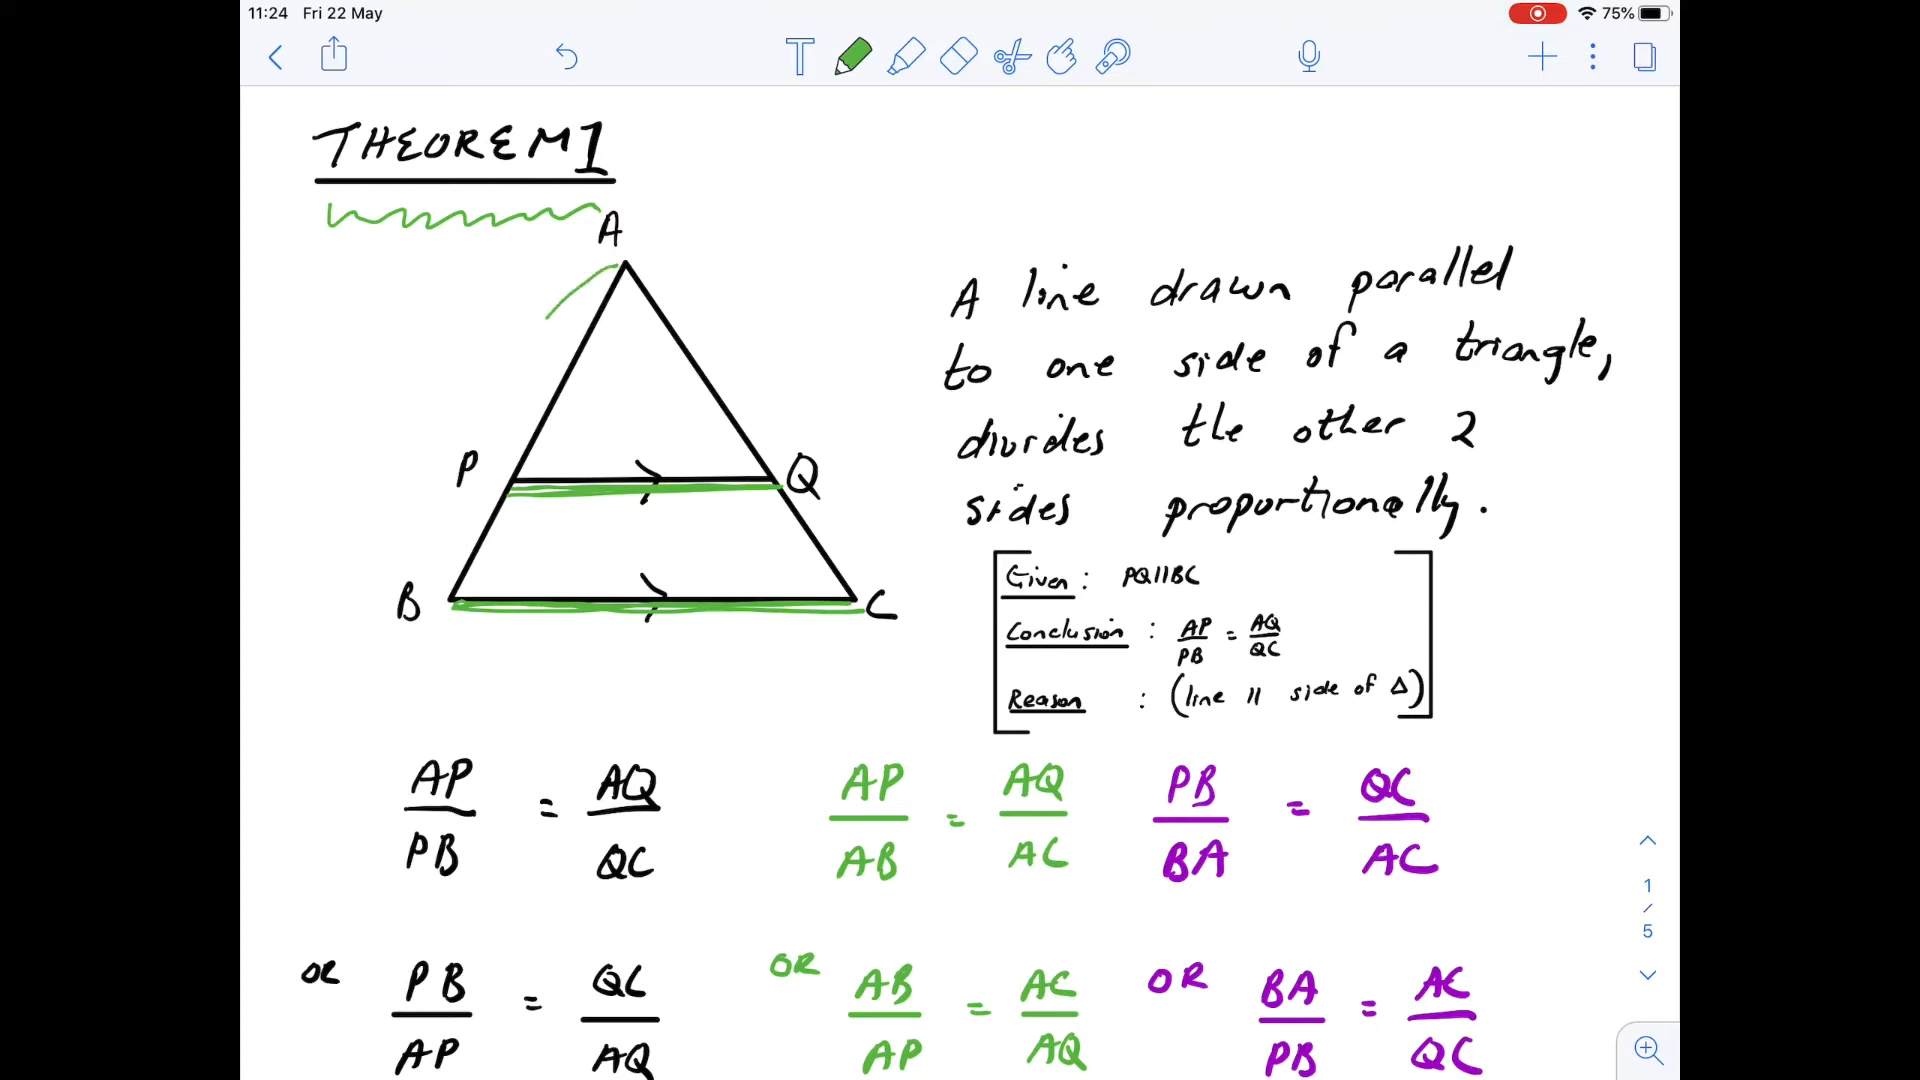 11:24 Fri 22 May 75%
T
THEOREM 1
A
P
Q
B
C
A line drawn parallel
to one side of a triangle,
divides the other 2
sides proportionally.
Given : PQ||BC
Conclusion : AP/PB = AQ/QC
Reason : (line || side of Δ)
AP/PB = AQ/QC
AP/AB = AQ/AC
PB/BA = QC/AC
OR PB/AP = QC/AQ
OR AB/AP = AC/AQ
OR BA/PB = AC/QC
1
/
5